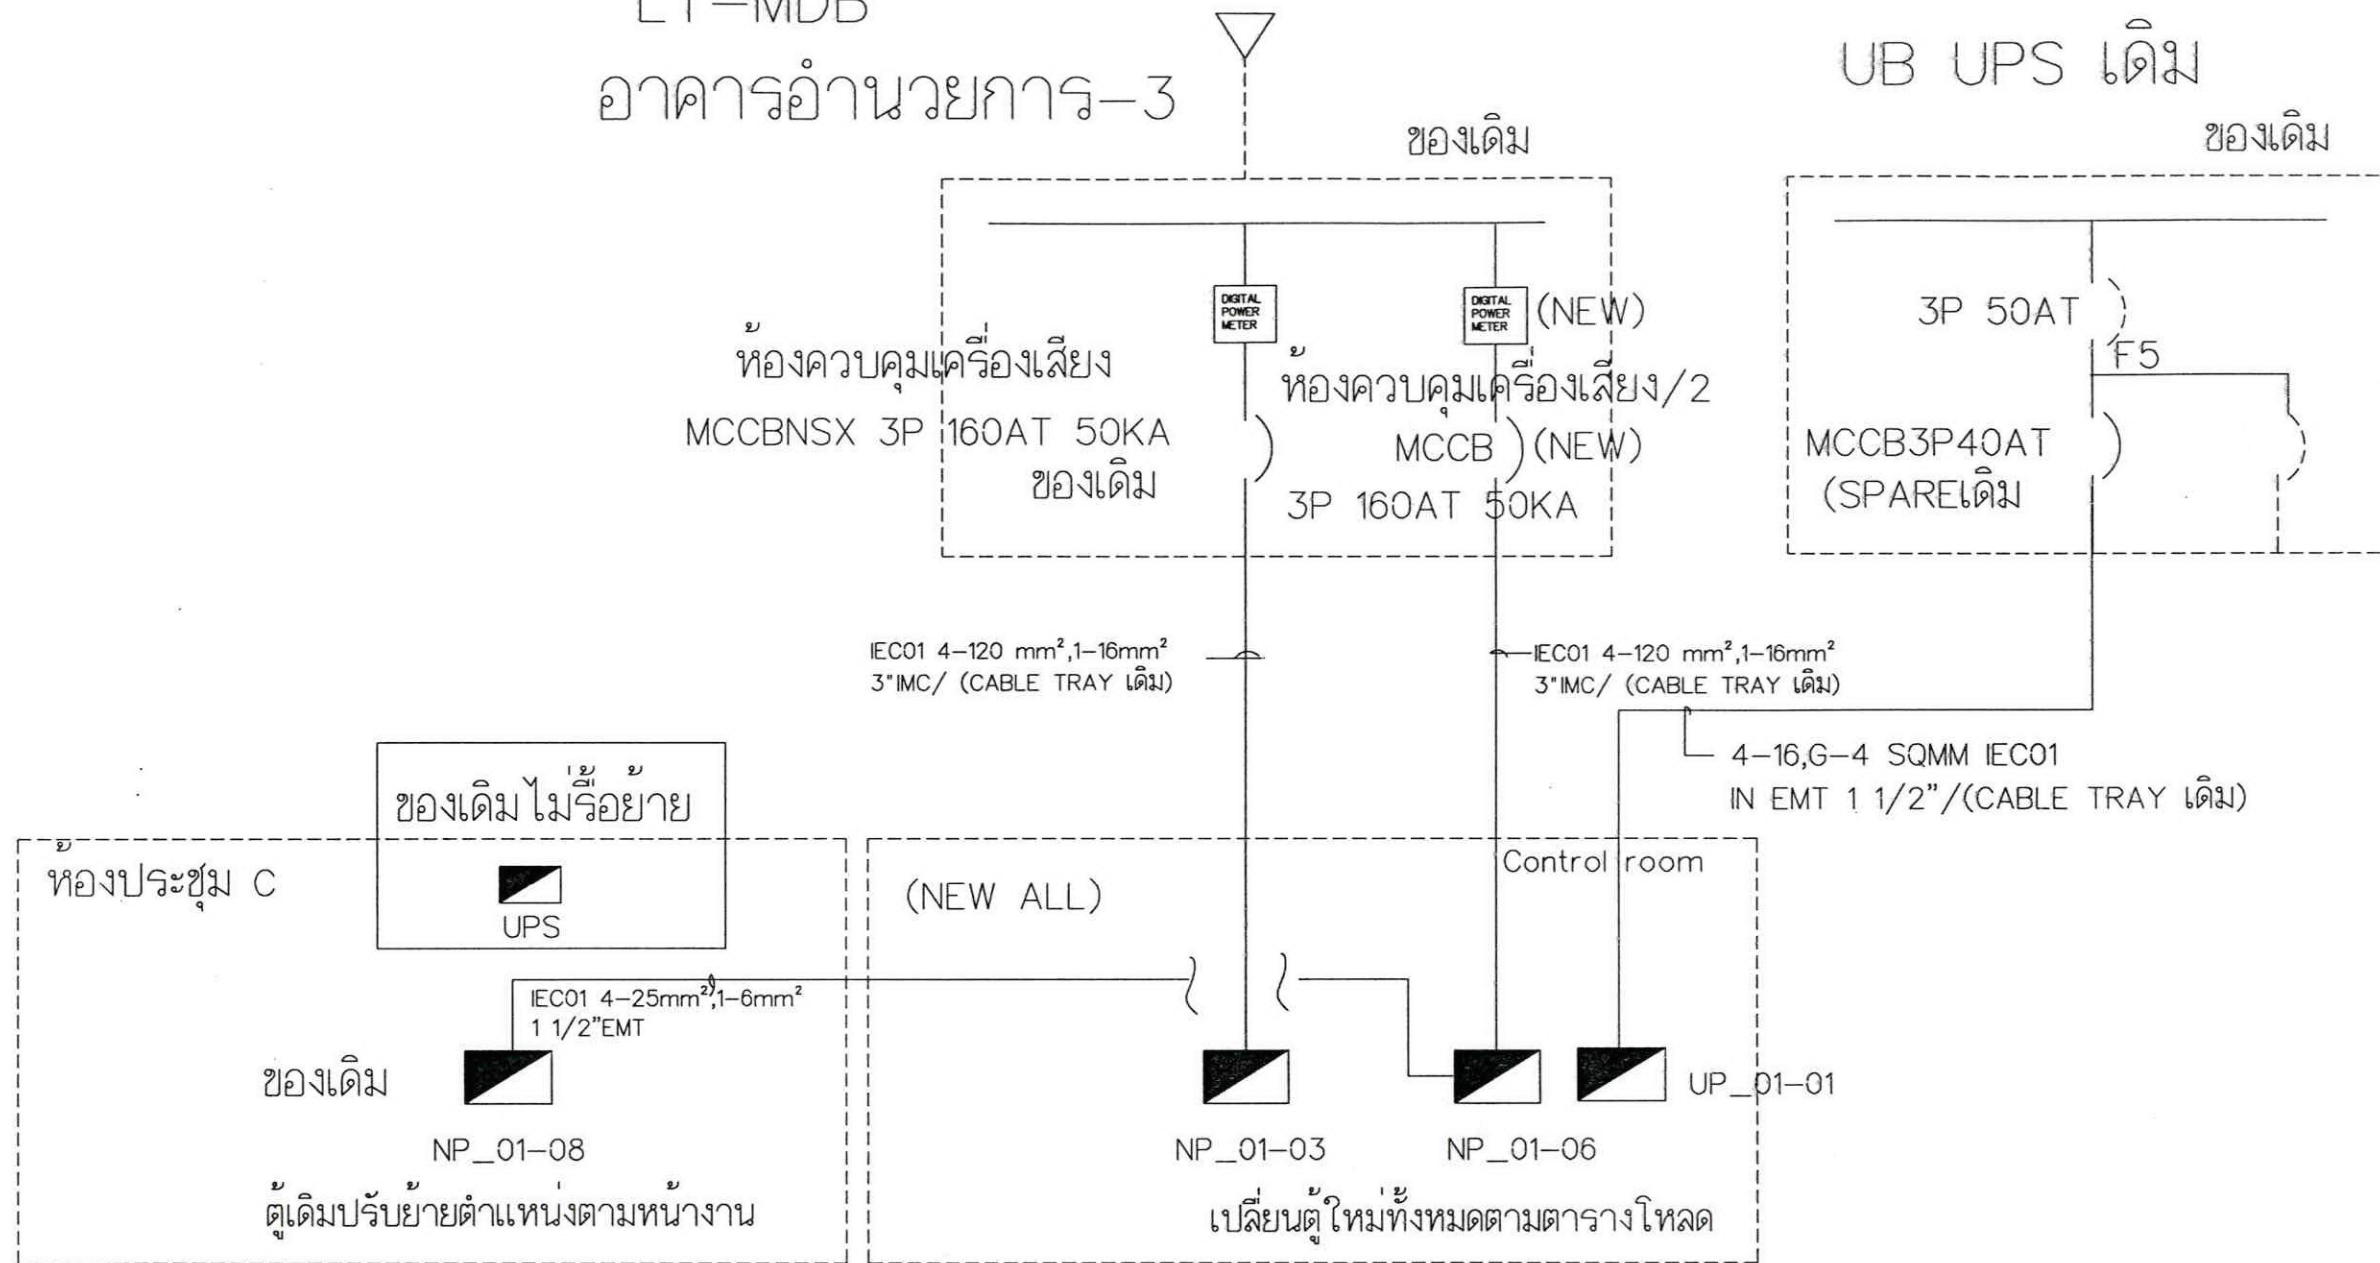 MDB
อาคารอำนวยการ-3
UB UPS เดิม
ของเดิม
ของเดิม
DIGITAL
POWER
METER
DIGITAL
POWER
METER
(NEW)
3P 50AT
F5
ห้องควบคุมเครื่องเสียง
ห้องควบคุมเครื่องเสียง/2
MCCBNSX 3P 160AT 50KA
ของเดิม
MCCB (NEW)
3P 160AT 50KA
MCCB3P40AT
(SPAREเดิม
IEC01 4-120 mm²,1-16mm²
3"IMC/ (CABLE TRAY เดิม)
IEC01 4-120 mm²,1-16mm²
3"IMC/ (CABLE TRAY เดิม)
4-16,G-4 SQMM IEC01
IN EMT 1 1/2"/(CABLE TRAY เดิม)
ของเดิมไม่รื้อย้าย
ห้องประชุม C
UPS
(NEW ALL)
Control room
IEC01 4-25mm²,1-6mm²
1 1/2"EMT
ของเดิม
UP_01-01
NP_01-08
NP_01-03
NP_01-06
ตู้เดิมปรับย้ายตำแหน่งตามหน้างาน
เปลี่ยนตู้ใหม่ทั้งหมดตามตารางโหลด